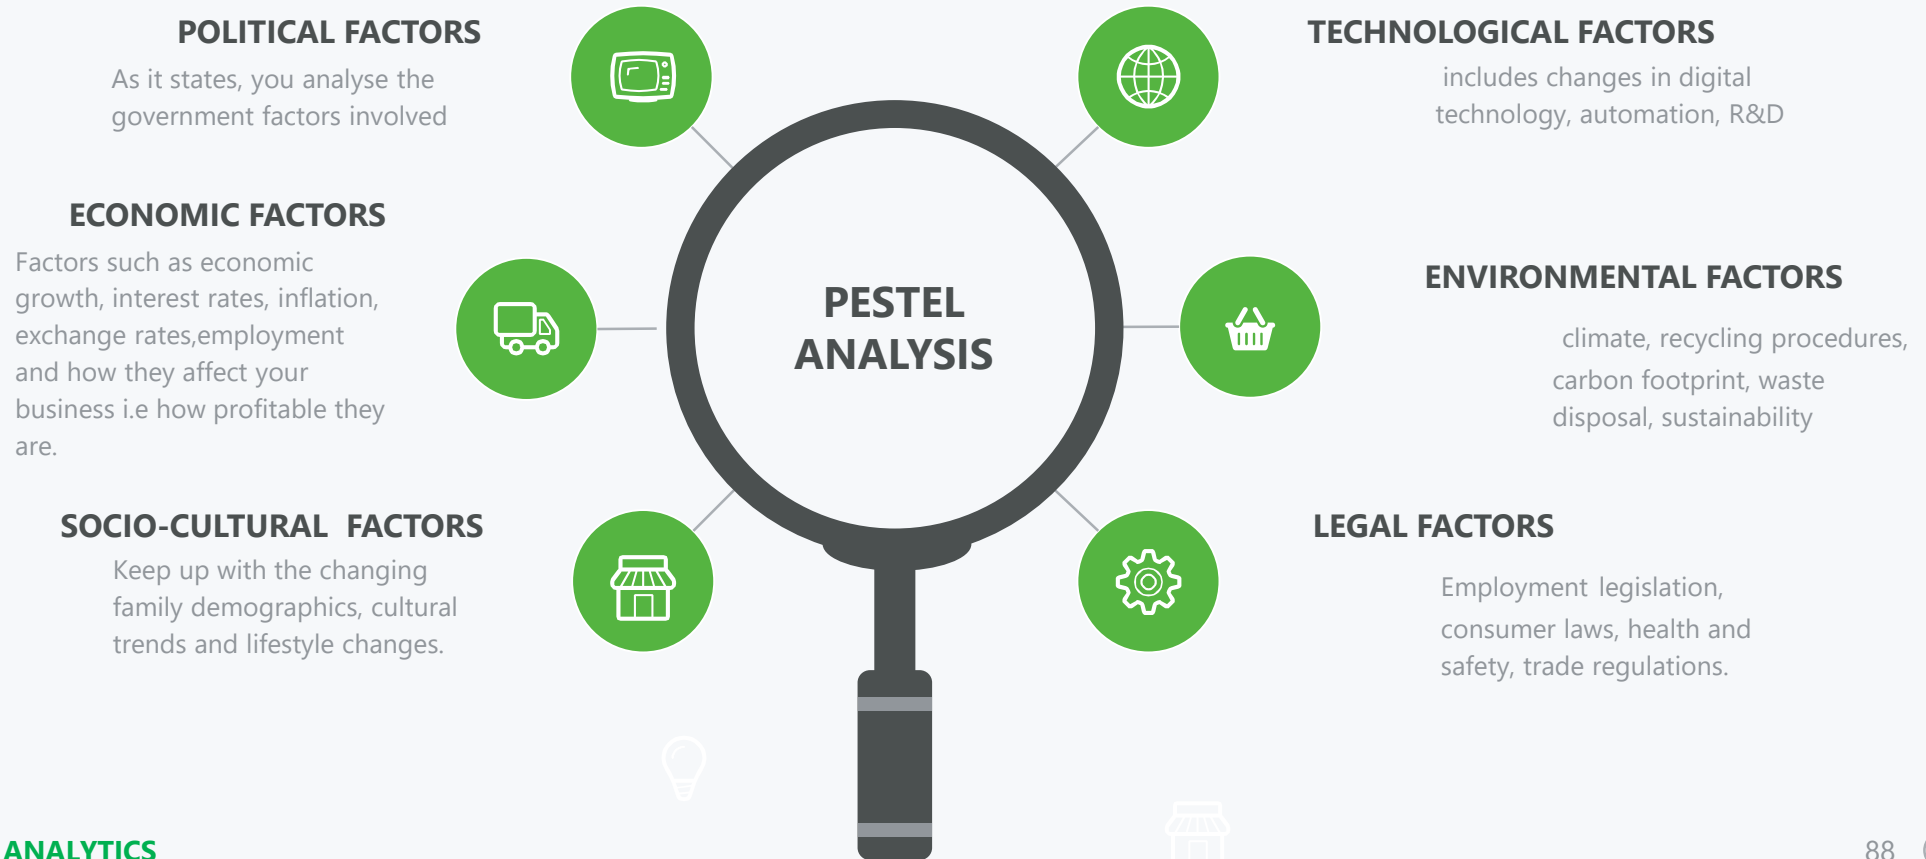 POLITICAL FACTORS
As it states, you analyse the
government factors involved
ECONOMIC FACTORS
Factors such as economic
growth, interest rates, inflation,
exchange rates,employment
and how they affect your
business i.e how profitable they
are.
SOCIO-CULTURAL  FACTORS
Keep up with the changing
family demographics, cultural
trends and lifestyle changes.
PESTEL
ANALYSIS
TECHNOLOGICAL FACTORS
includes changes in digital
technology, automation, R&D
ENVIRONMENTAL FACTORS
climate, recycling procedures,
carbon footprint, waste
disposal, sustainability
LEGAL FACTORS
Employment legislation,
consumer laws, health and
safety, trade regulations.
ANALYTICS
88